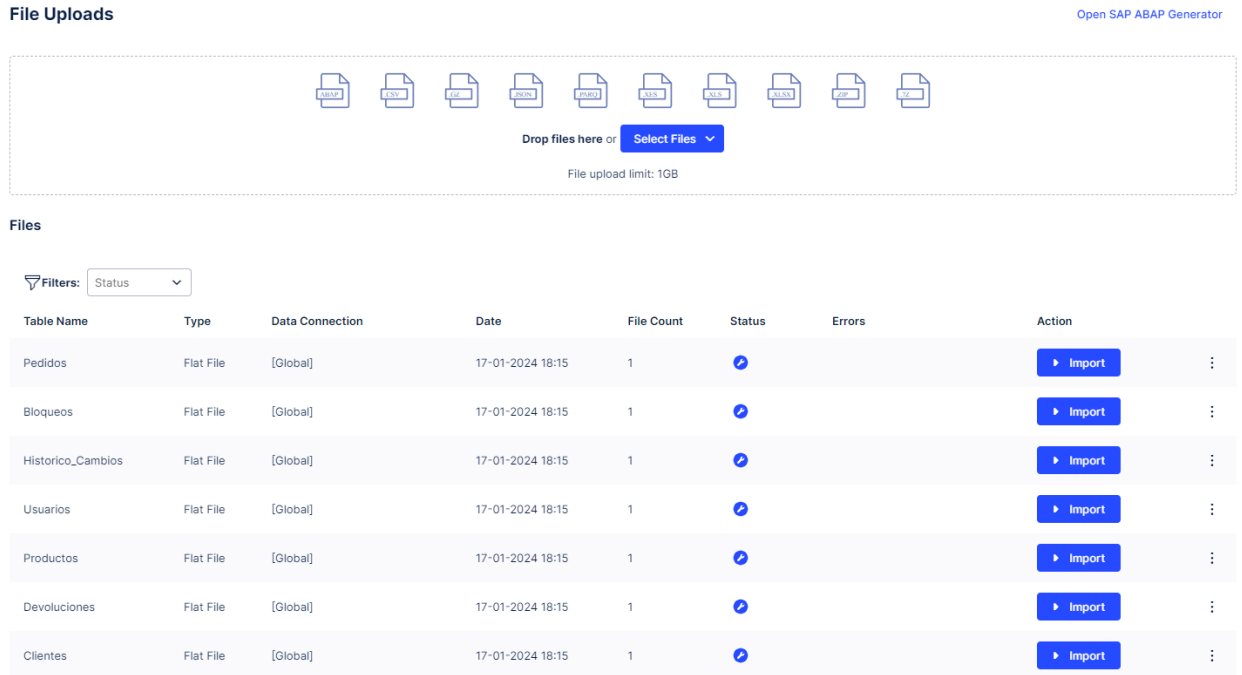 File Uploads
Open SAP ABAP Generator
.ABAP .CSV .GZ .JSON .PARQ .XES .XLS .XLSX .ZIP .7Z
Drop files here or Select Files
File upload limit: 1GB
Files
Filters: Status
Table Name Type Data Connection Date File Count Status Errors Action
Pedidos Flat File [Global] 17-01-2024 18:15 1 Import
Bloqueos Flat File [Global] 17-01-2024 18:15 1 Import
Historico_Cambios Flat File [Global] 17-01-2024 18:15 1 Import
Usuarios Flat File [Global] 17-01-2024 18:15 1 Import
Productos Flat File [Global] 17-01-2024 18:15 1 Import
Devoluciones Flat File [Global] 17-01-2024 18:15 1 Import
Clientes Flat File [Global] 17-01-2024 18:15 1 Import